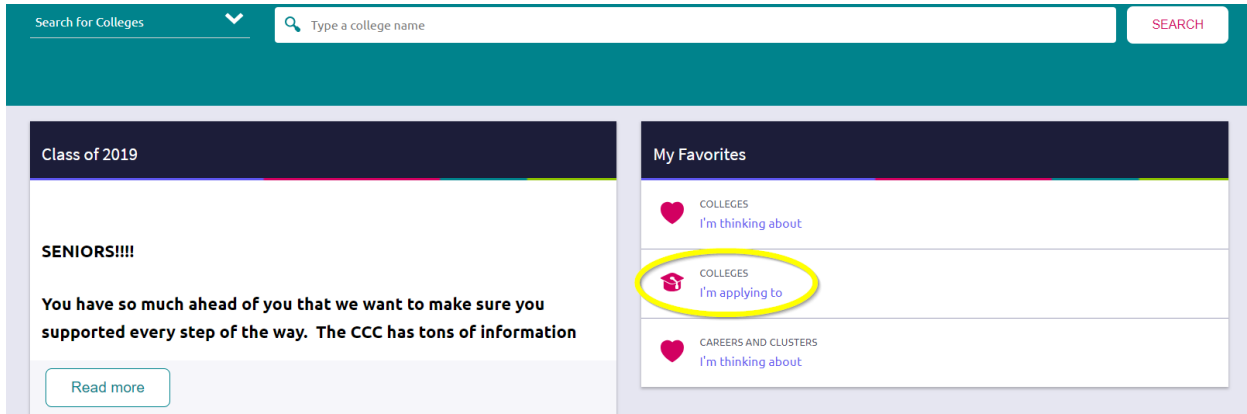 Search for Colleges
Type a college name
SEARCH
Class of 2019
SENIORS!!!!
You have so much ahead of you that we want to make sure you
supported every step of the way. The CCC has tons of information
Read more
My Favorites
COLLEGES
I'm thinking about
COLLEGES
I'm applying to
CAREERS AND CLUSTERS
I'm thinking about